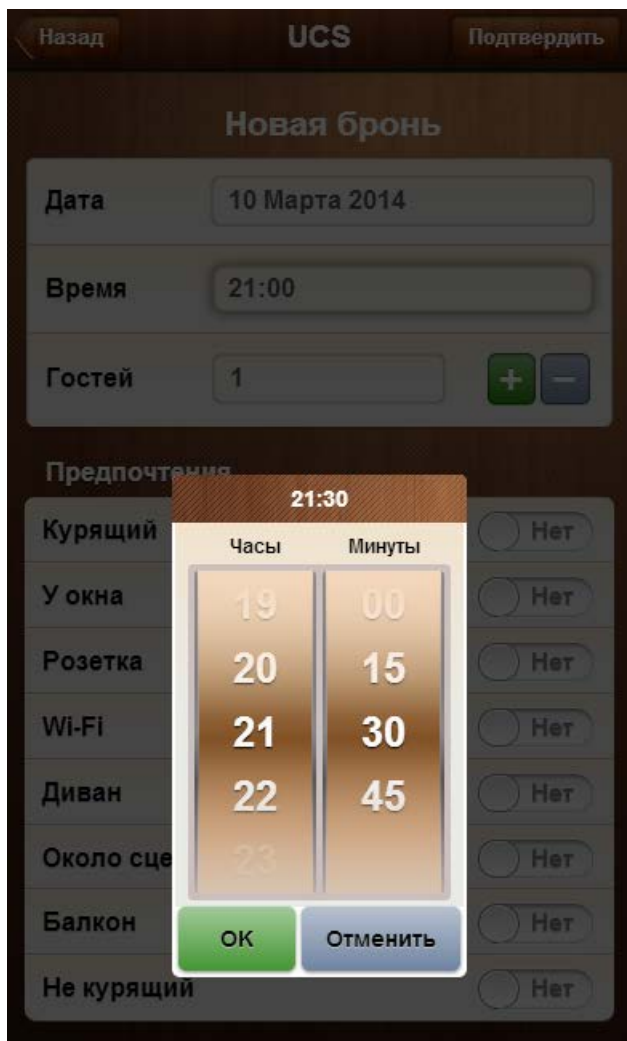 Назад UCS Подтвердить
Новая бронь
Дата 10 Марта 2014
Время 21:00
Гостей 1 + −
Предпочтения
21:30
Часы Минуты
Курящий Нет
У окна 19 00 Нет
Розетка 20 15 Нет
Wi-Fi 21 30 Нет
Диван 22 45 Нет
Около сце 23 Нет
Балкон OK Отменить Нет
Не курящий Нет